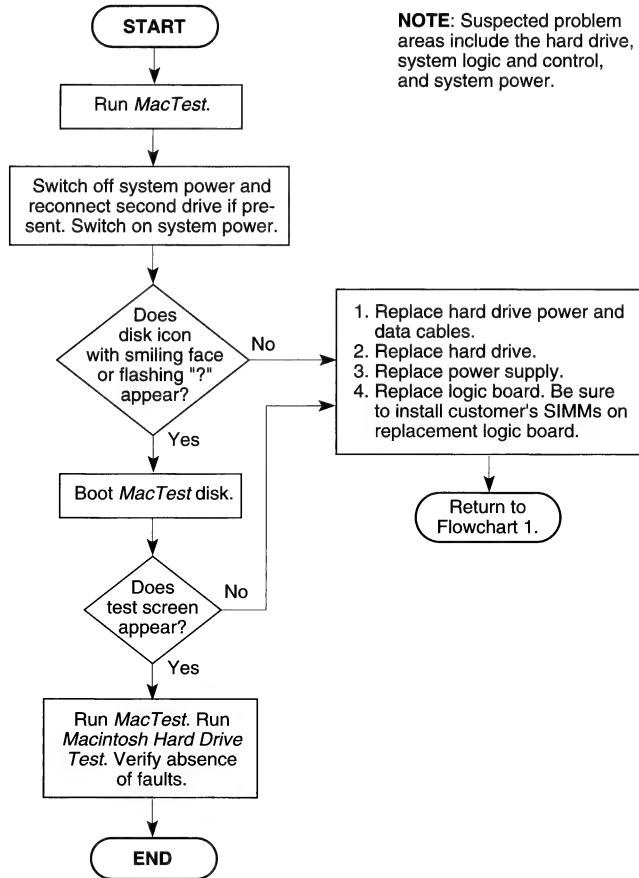 START
NOTE: Suspected problem
areas include the hard drive,
system logic and control,
and system power.
Run MacTest.
Switch off system power and
reconnect second drive if pre-
sent. Switch on system power.
Does
disk icon
with smiling face
or flashing "?"
appear?
No
Yes
1. Replace hard drive power and
data cables.
2. Replace hard drive.
3. Replace power supply.
4. Replace logic board. Be sure
to install customer's SIMMs on
replacement logic board.
Return to
Flowchart 1.
Boot MacTest disk.
Does
test screen
appear?
No
Yes
Run MacTest. Run
Macintosh Hard Drive
Test. Verify absence
of faults.
END